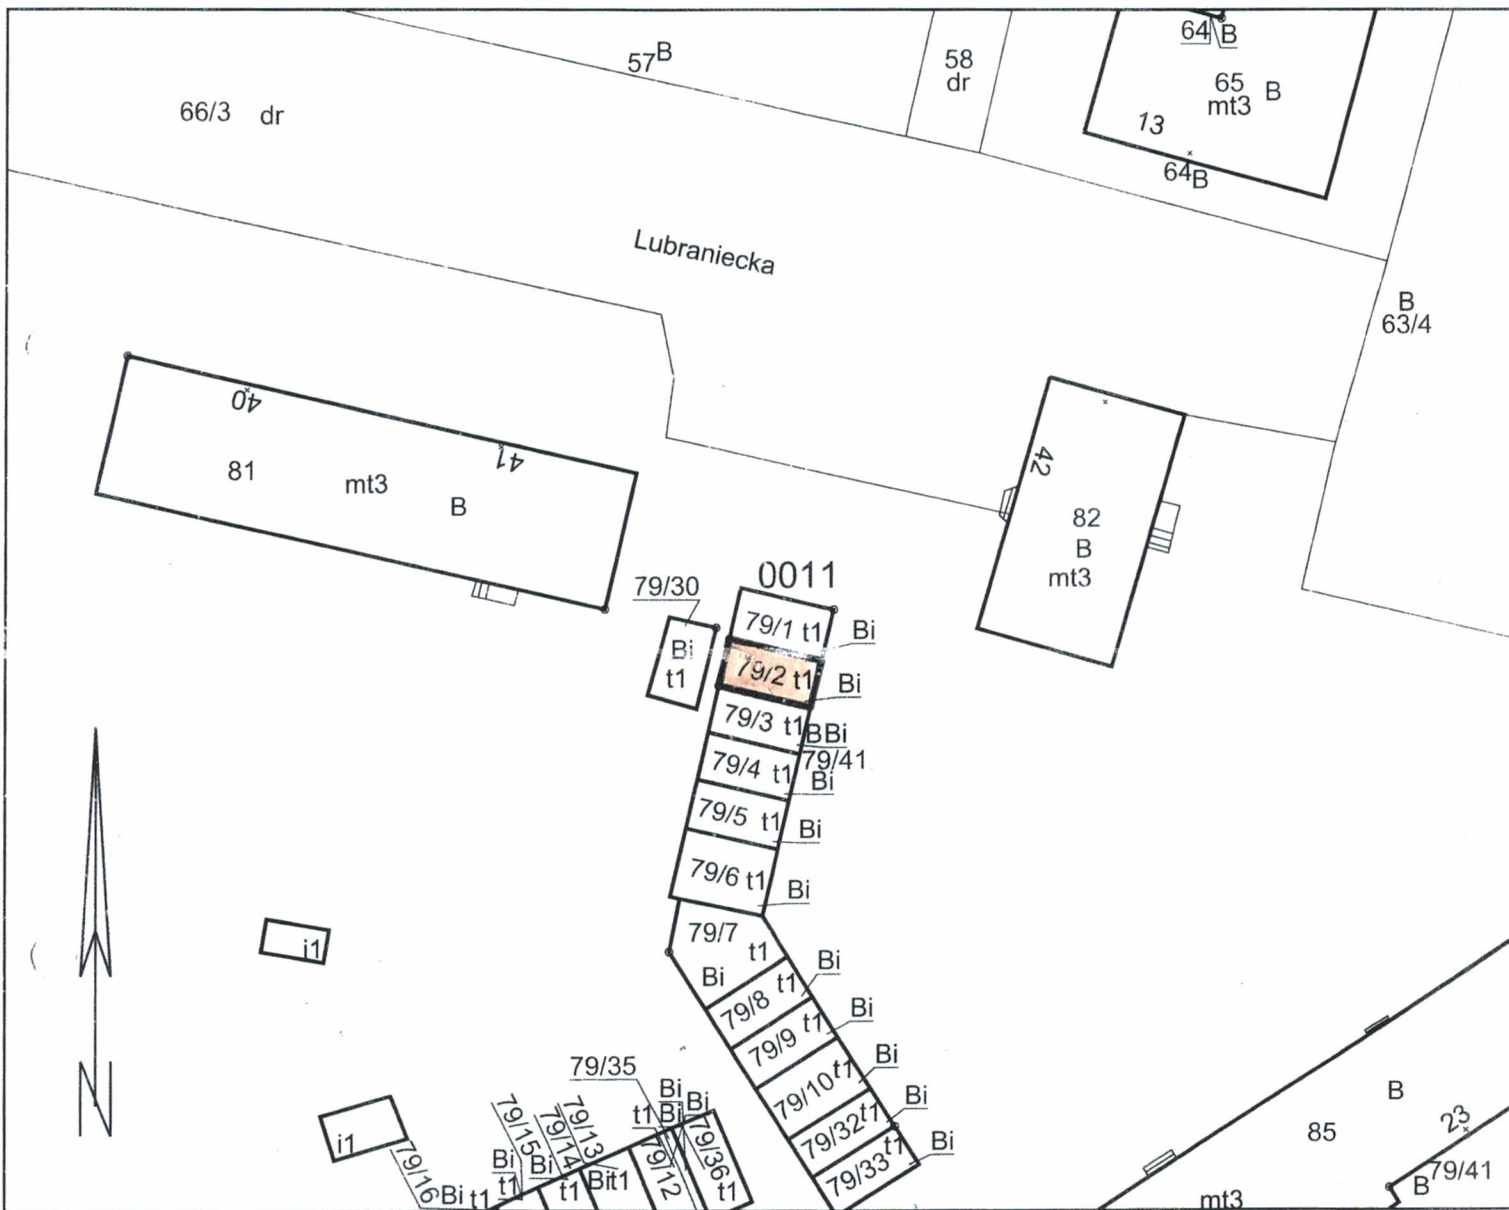 64 B
57 B
58
dr
65 B
mt3
66/3 dr
13
64 B
Lubraniecka
B
63/4
40
41
42
81 mt3 B
82
B
mt3
0011
79/30
Bi
t1
79/1 t1 Bi
79/2 t1 Bi
79/3 t1 BBi
79/41
79/4 t1 Bi
79/5 t1 Bi
79/6 t1 Bi
79/7 t1
Bi
79/8 t1 Bi
79/9 t1 Bi
79/10 t1 Bi
79/32 t1 Bi
79/33 t1 Bi
i1
N
79/35
Bi
Bi
t1 Bi
79/36
t1
79/12
79/13
Bit1
79/14
Bi
t1
79/15
Bi
t1
i1
79/16
Bi t1
B
85
23
79/41
B
mt3